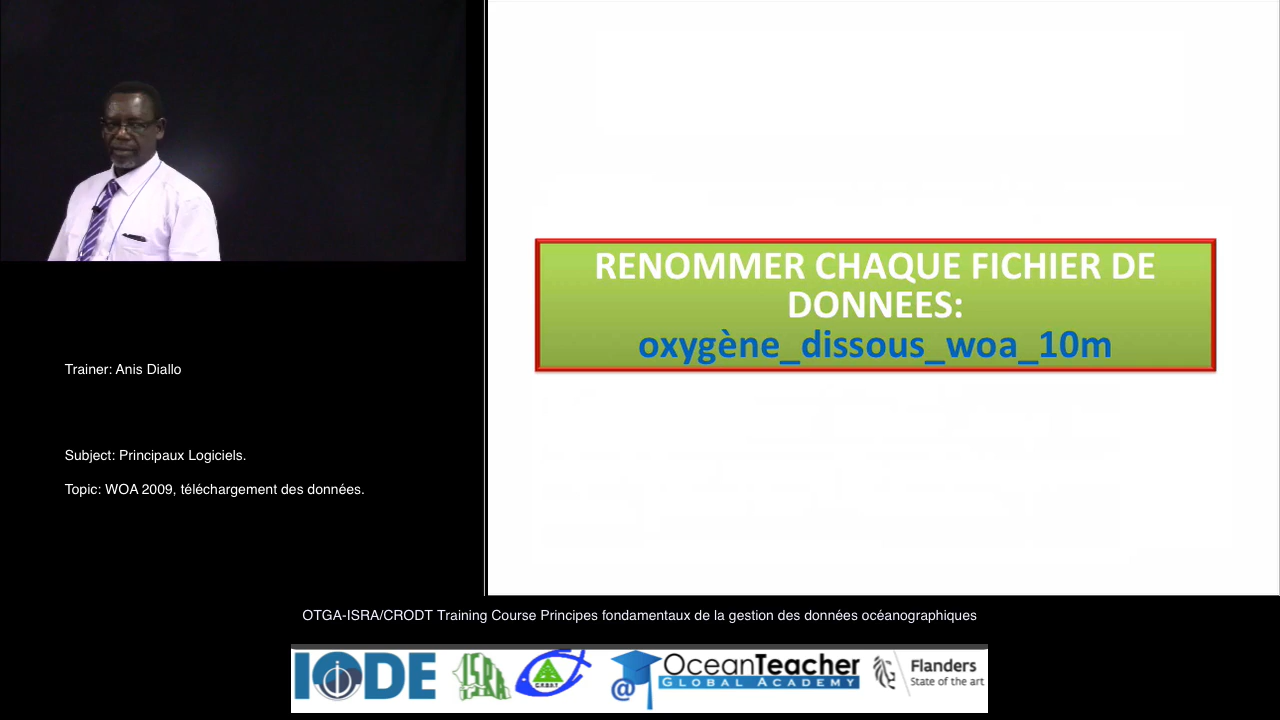 RENOMMER CHAQUE FICHIER DE
DONNEES:
oxygène_dissous_woa_10m
Trainer: Anis Diallo
Subject: Principaux Logiciels.
Topic: WOA 2009, téléchargement des données.
OTGA-ISRA/CRODT Training Course Principes fondamentaux de la gestion des données océanographiques
IODE
ISRA
OceanTeacher
@ GLOBAL ACADEMY
Flanders
State of the art